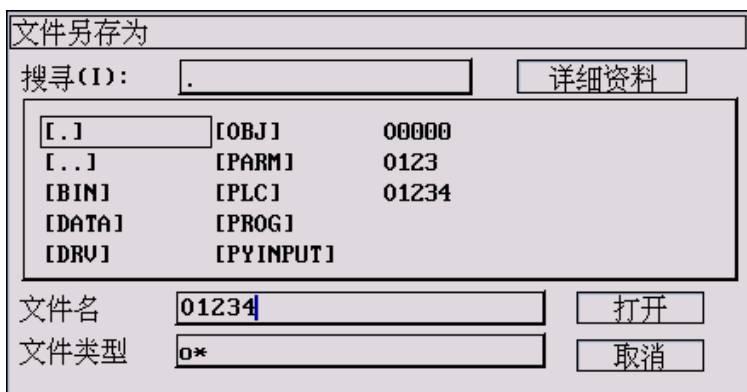 文件另存为
搜寻(I): . 详细资料
[.] [OBJ] O0000
[..] [PARM] O123
[BIN] [PLC] O1234
[DATA] [PROG]
[DRV] [PYINPUT]
文件名 O1234 打开
文件类型 o* 取消